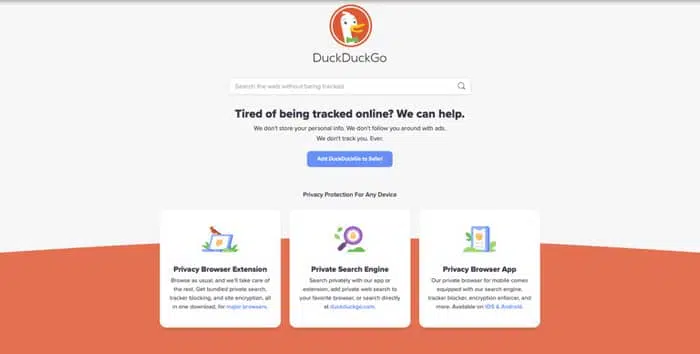 DuckDuckGo
Search the web without being tracked
Tired of being tracked online? We can help.
We don't store your personal info. We don't follow you around with ads.
We don't track you. Ever.
Add DuckDuckGo to Safari
Privacy Protection For Any Device
Privacy Browser Extension
Browse as usual, and we'll take care of
the rest. Get bundled private search,
tracker blocking, and site encryption, all
in one download, for major browsers.
Private Search Engine
Search privately with our app or
extension, add private web search to
your favorite browser, or search directly
at duckduckgo.com.
Privacy Browser App
Our private browser for mobile comes
equipped with our search engine,
tracker blocker, encryption enforcer, and
more. Available on iOS & Android.